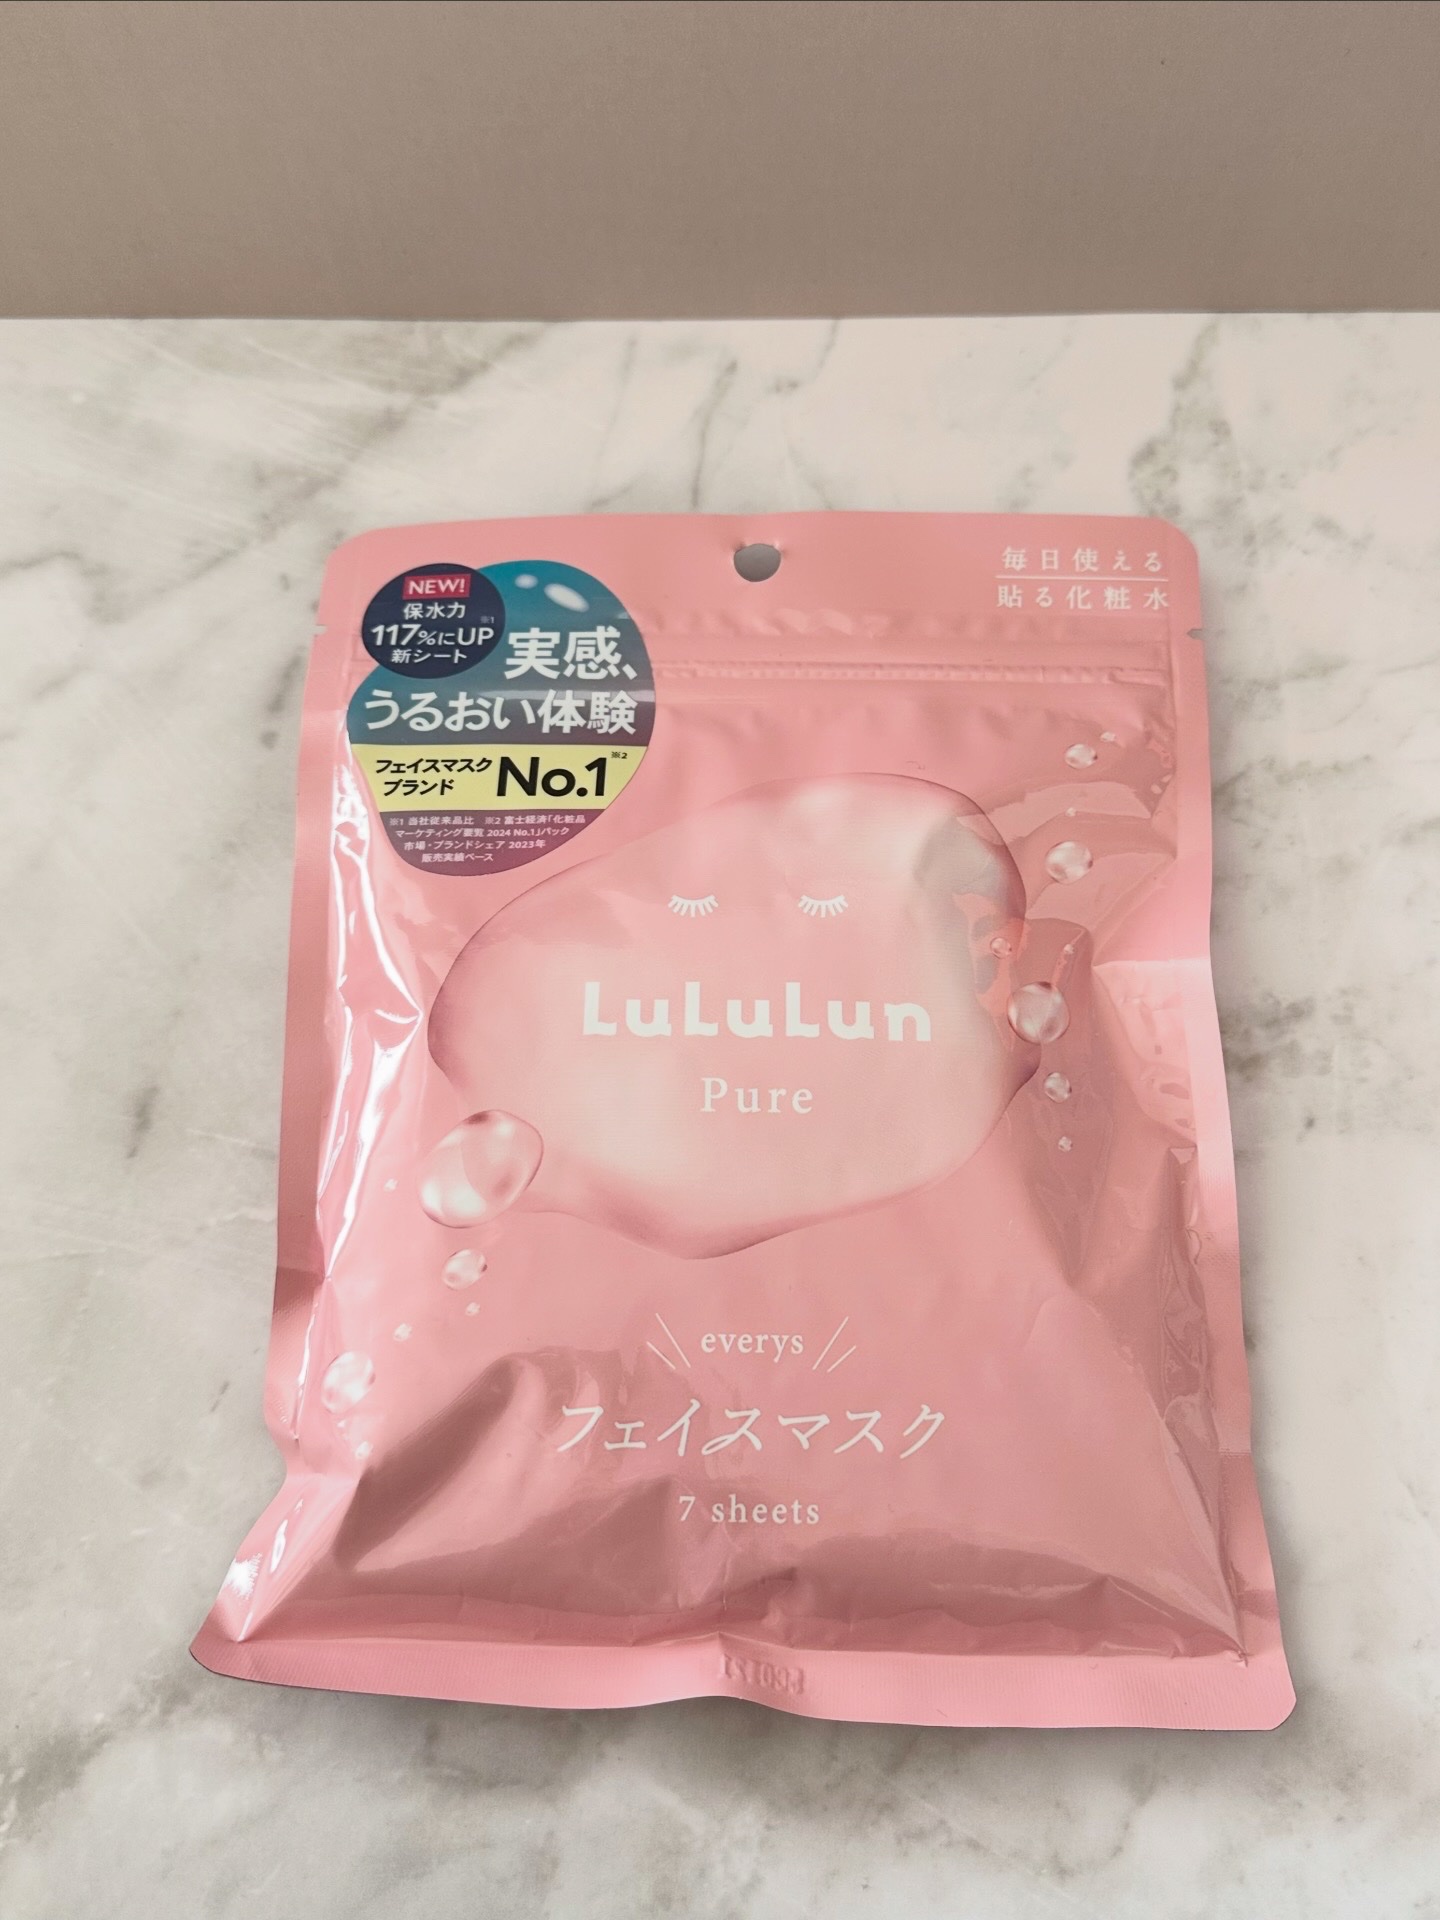 NEW!
保水力
117%にUP※1
新シート
実感、
うるおい体験
フェイスマスク
ブランド
No.1※2
※1 当社従来品比 ※2 富士経済「化粧品
マーケティング要覧 2024 No.1」パック
市場・ブランドシェア 2023年
販売実績ベース
毎日使える
貼る化粧水
LuLuLun
Pure
everys
フェイスマスク
7 sheets